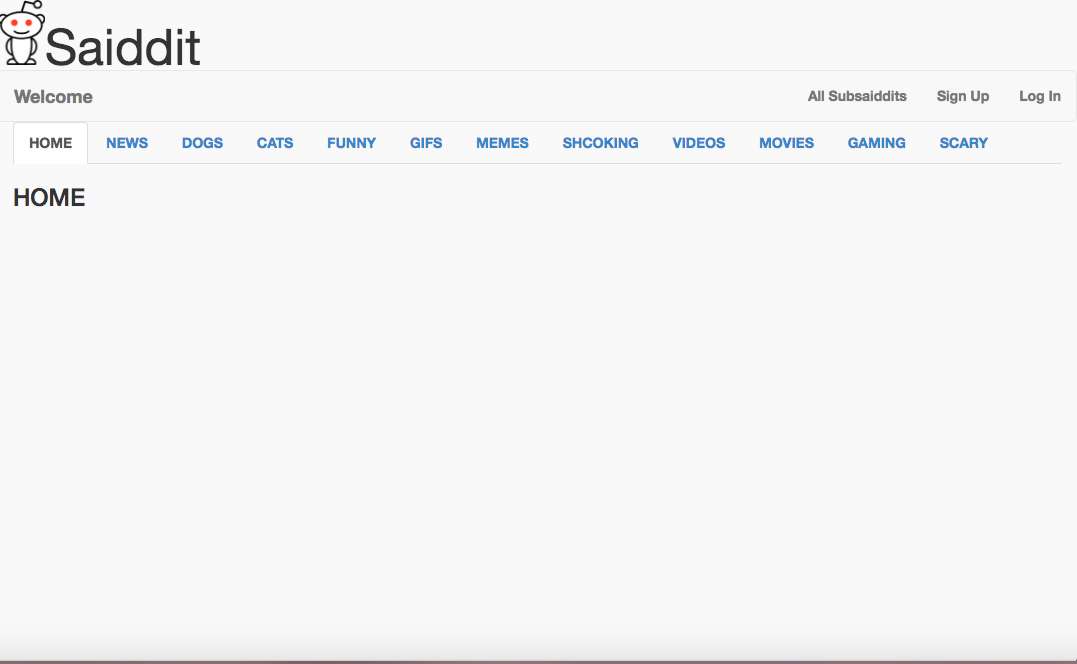 Saiddit
Welcome All Subsaiddits Sign Up Log In
HOME NEWS DOGS CATS FUNNY GIFS MEMES SHCOKING VIDEOS MOVIES GAMING SCARY
HOME